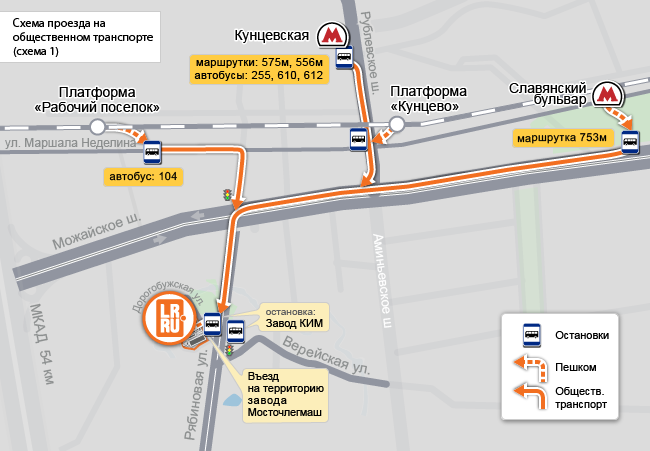 Схема проезда на
общественном транспорте
(схема 1)
Кунцевская
М
маршрутки: 575м, 556м
автобусы: 255, 610, 612
Рублевское ш.
Платформа
«Рабочий поселок»
Платформа
«Кунцево»
Славянский
бульвар
М
маршрутка 753м
ул. Маршала Неделина
автобус: 104
Можайское ш.
Аминьевское ш
МКАД 54 км
Дорогобужская ул.
LR.
RU
остановка:
Завод КИМ
Верейская ул.
Рябиновая ул.
Въезд
на территорию
завода
Мосточлегмаш
Остановки
Пешком
Обществ.
транспорт